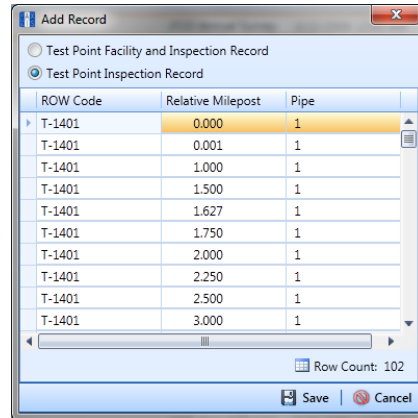 Add Record
Test Point Facility and Inspection Record
Test Point Inspection Record
ROW Code Relative Milepost Pipe
T-1401 0.000 1
T-1401 0.001 1
T-1401 1.000 1
T-1401 1.500 1
T-1401 1.627 1
T-1401 1.750 1
T-1401 2.000 1
T-1401 2.250 1
T-1401 2.500 1
T-1401 3.000 1
Row Count: 102
Save | Cancel